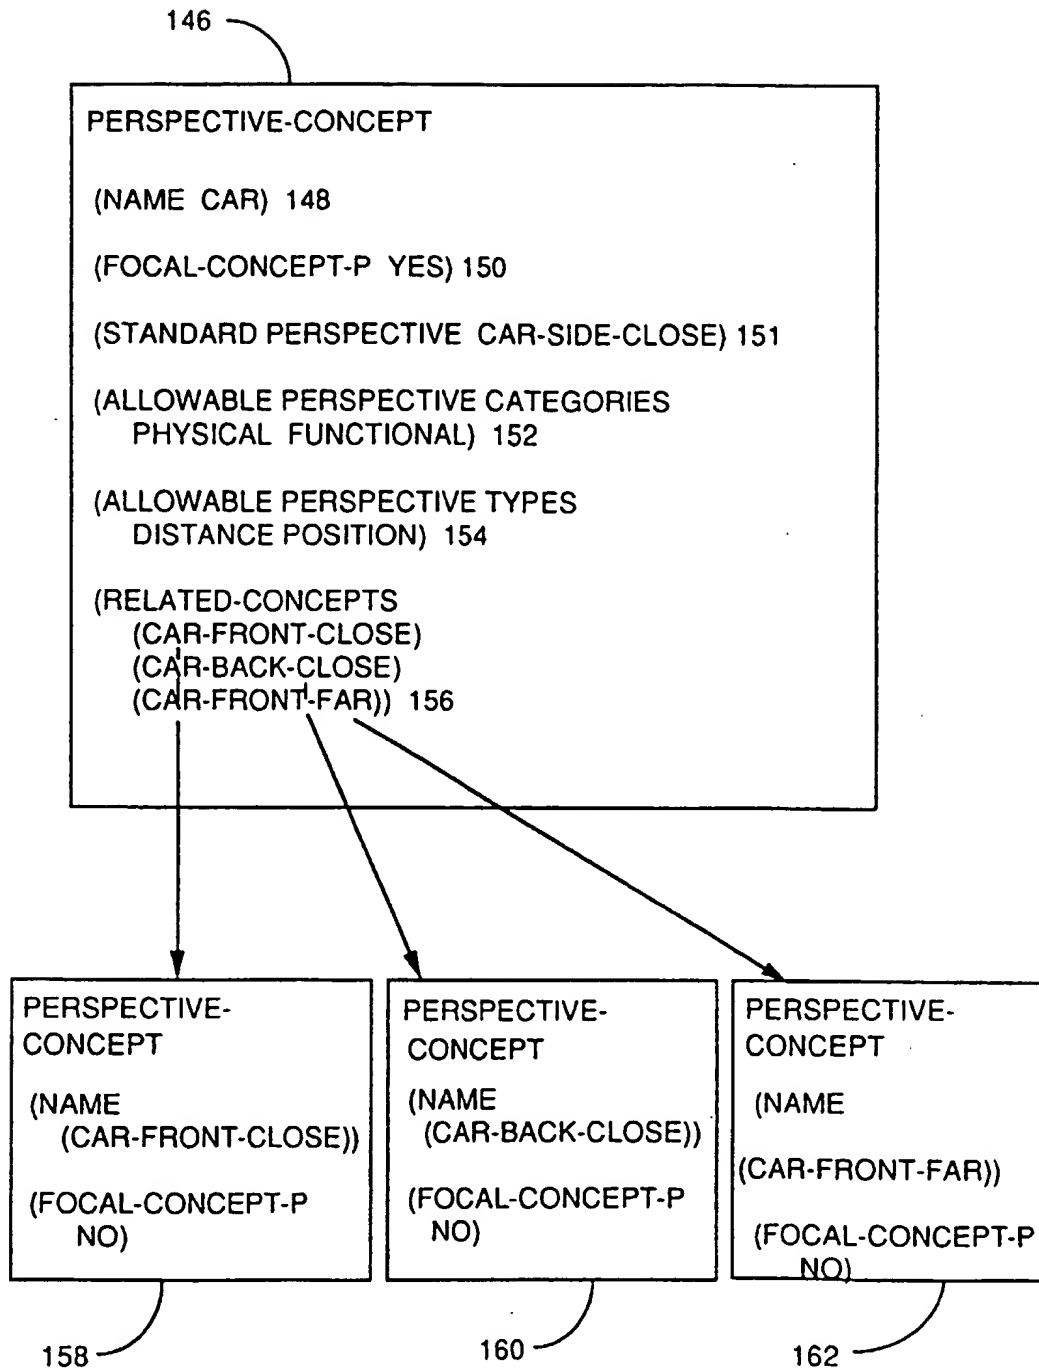 146
PERSPECTIVE-CONCEPT
(NAME CAR) 148
(FOCAL-CONCEPT-P YES) 150
(STANDARD PERSPECTIVE CAR-SIDE-CLOSE) 151
(ALLOWABLE PERSPECTIVE CATEGORIES
PHYSICAL FUNCTIONAL) 152
(ALLOWABLE PERSPECTIVE TYPES
DISTANCE POSITION) 154
(RELATED-CONCEPTS
(CAR-FRONT-CLOSE)
(CAR-BACK-CLOSE)
(CAR-FRONT-FAR)) 156
PERSPECTIVE-
CONCEPT
(NAME
(CAR-FRONT-CLOSE))
(FOCAL-CONCEPT-P
NO)
158
PERSPECTIVE-
CONCEPT
(NAME
(CAR-BACK-CLOSE))
(FOCAL-CONCEPT-P
NO)
160
PERSPECTIVE-
CONCEPT
(NAME
(CAR-FRONT-FAR))
(FOCAL-CONCEPT-P
NO)
162